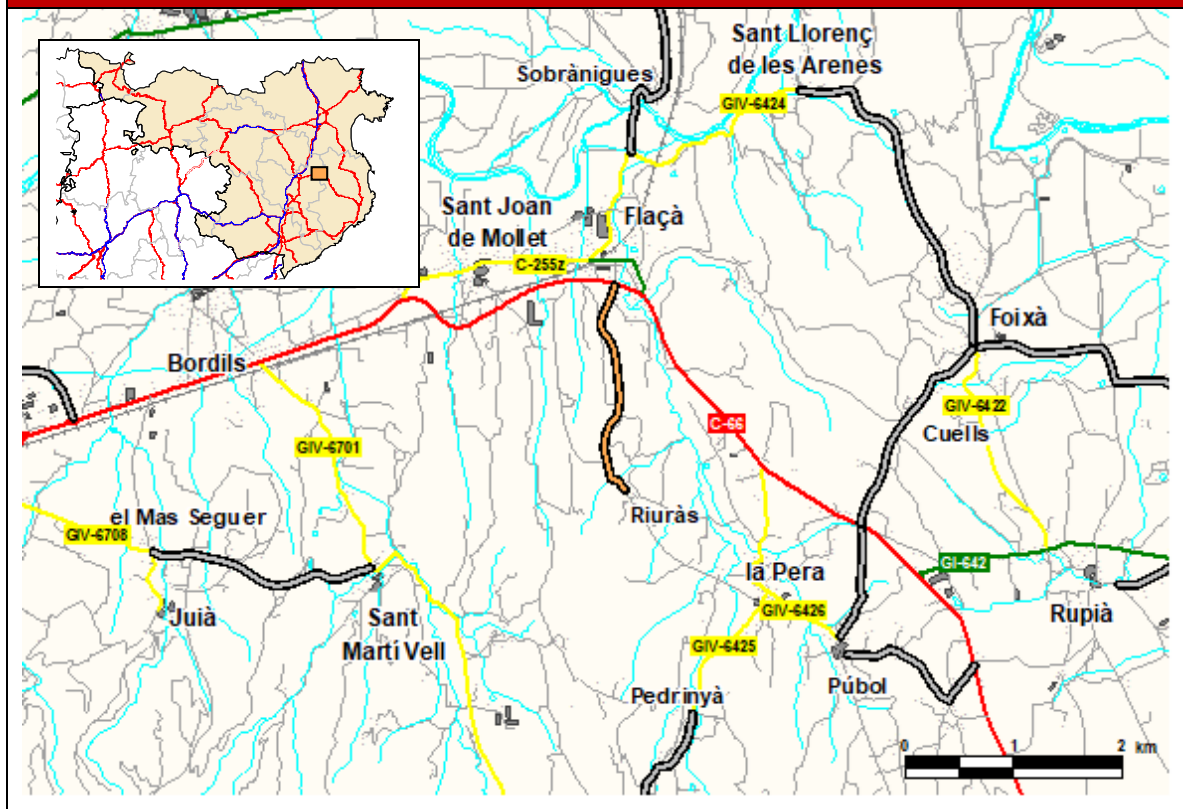 Sant Llorenç
de les Arenes
Sobrànigues
GIV-6424
Sant Joan
de Mollet
Flaçà
C-255z
Foixà
Bordils
GIV-6422
C-66
Cuells
GIV-6701
el Mas Seguer
Riuràs
GIV-6708
GI-642
la Pera
GIV-6426
Juià
Sant
Martí Vell
Rupià
GIV-6425
Púbol
Pedrinyà
0 1 2 km